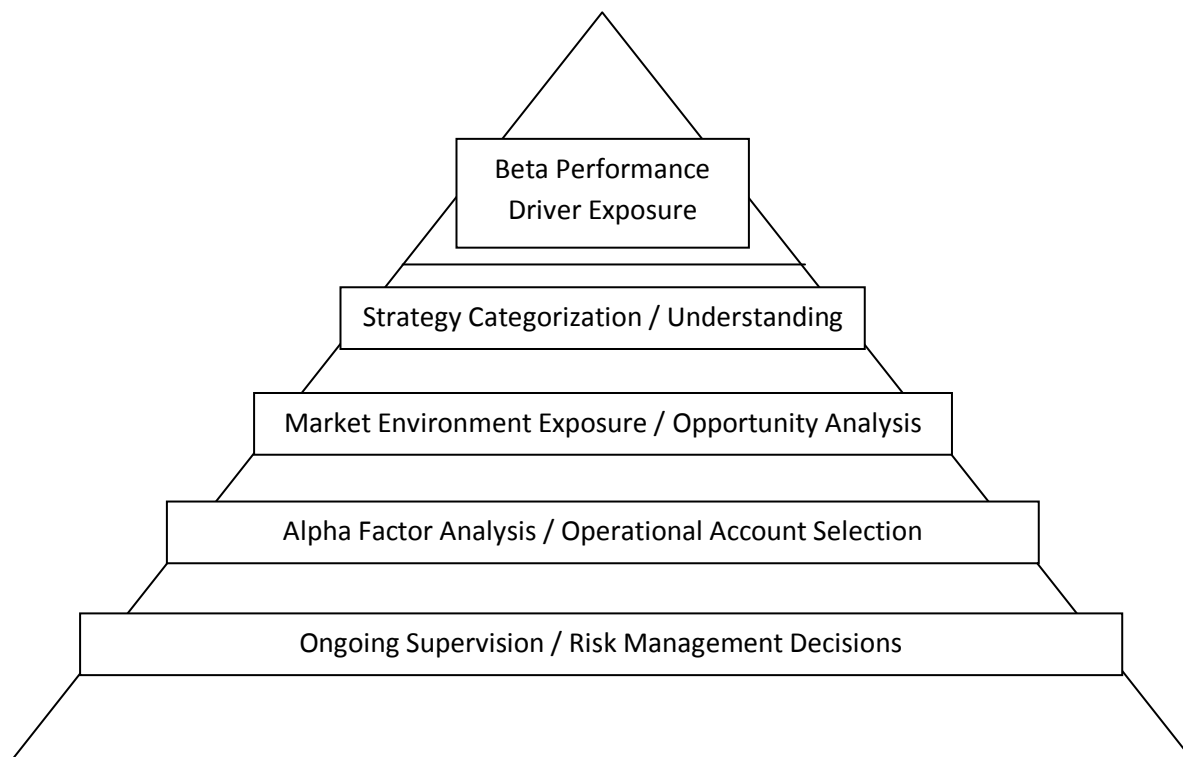 Beta Performance
Driver Exposure
Strategy Categorization / Understanding
Market Environment Exposure / Opportunity Analysis
Alpha Factor Analysis / Operational Account Selection
Ongoing Supervision / Risk Management Decisions